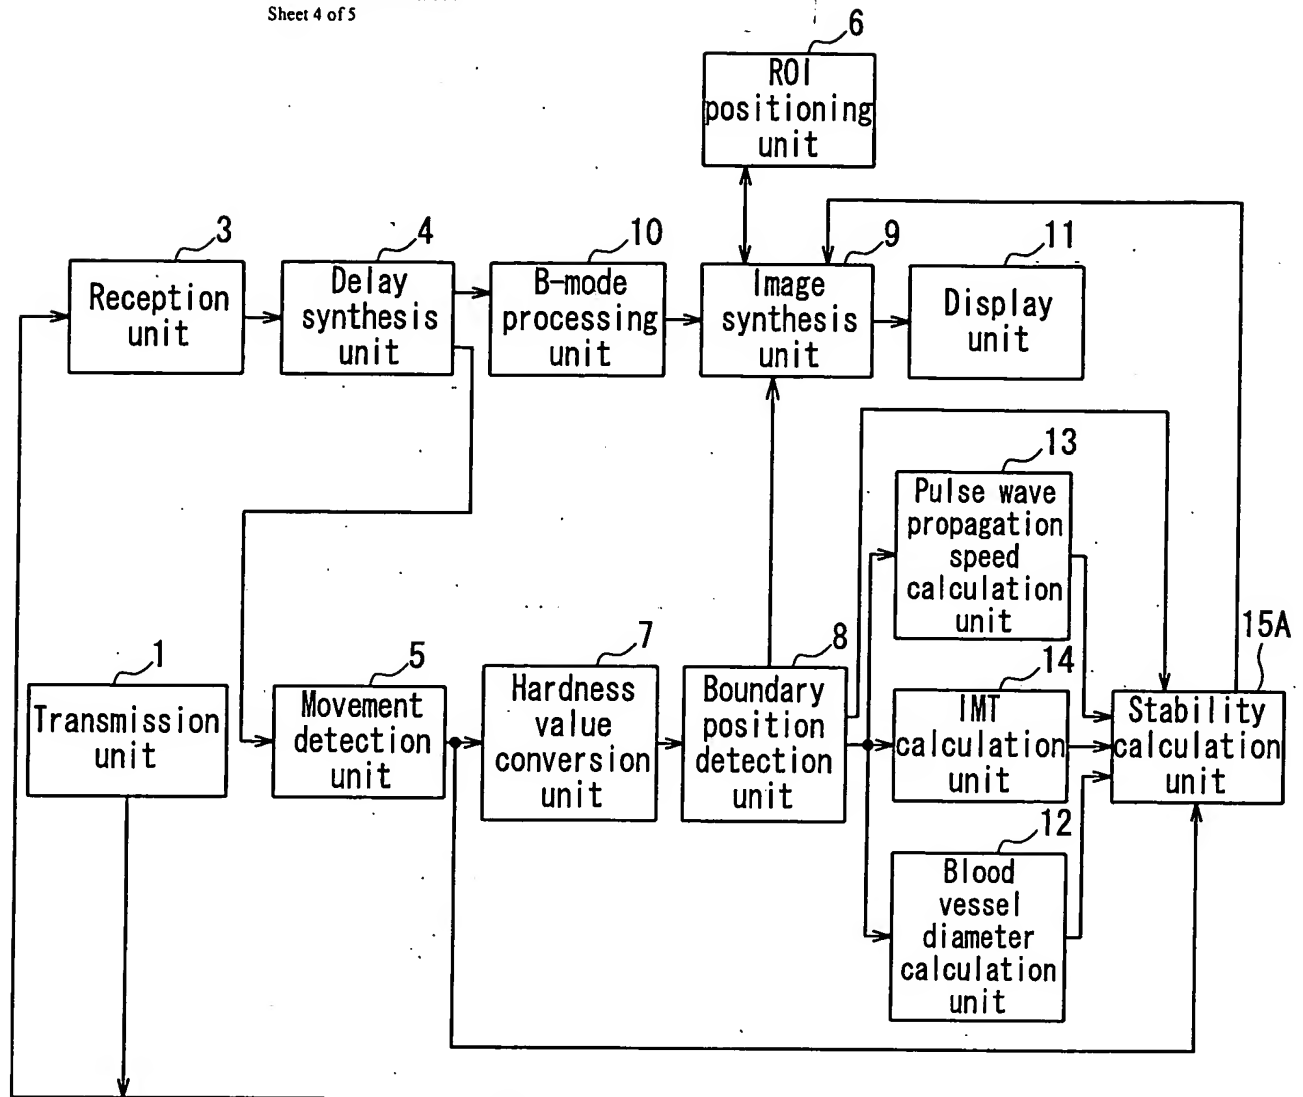 Sheet 4 of 5
6
ROI
positioning
unit
3
Reception
unit
4
Delay
synthesis
unit
10
B-mode
processing
unit
9
Image
synthesis
unit
11
Display
unit
13
Pulse wave
propagation
speed
calculation
unit
1
Transmission
unit
5
Movement
detection
unit
7
Hardness
value
conversion
unit
8
Boundary
position
detection
unit
14
IMT
calculation
unit
15A
Stability
calculation
unit
12
Blood
vessel
diameter
calculation
unit